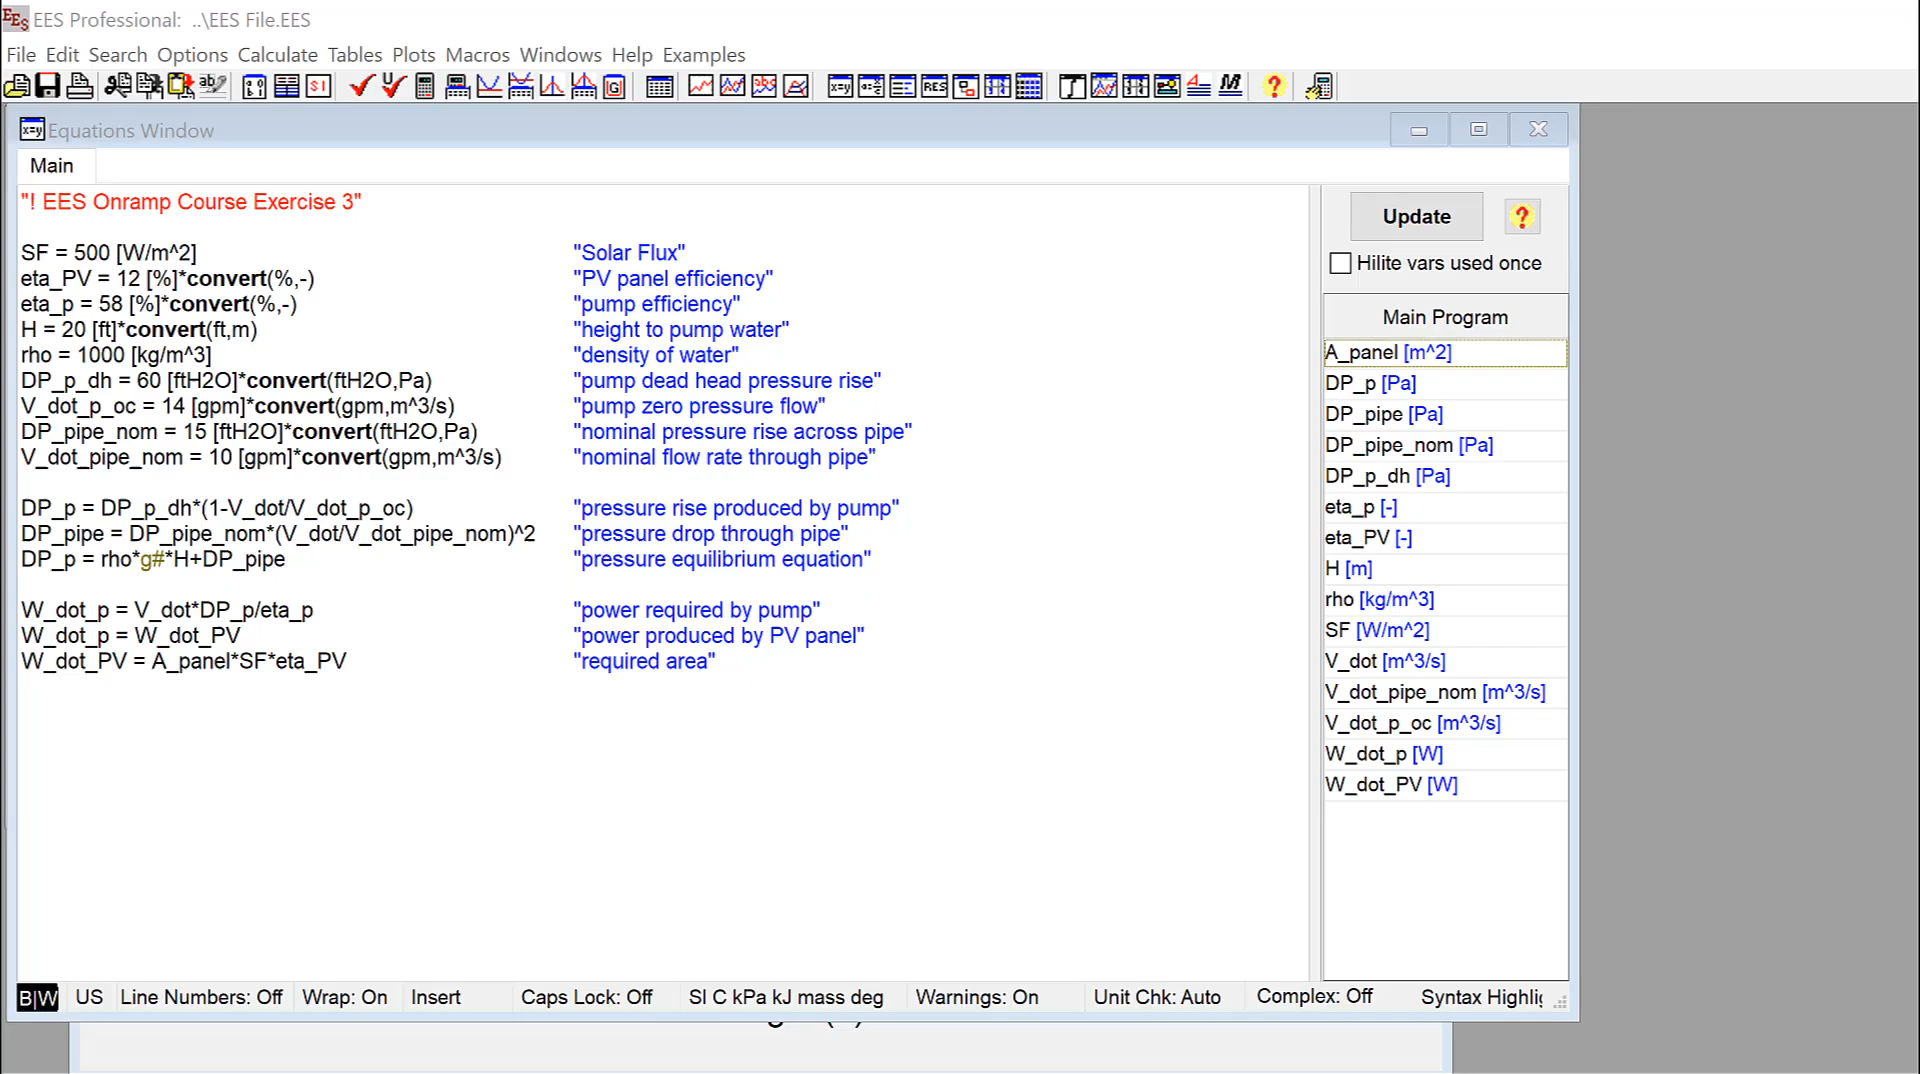 EES Professional: ..\EES File.EES
File Edit Search Options Calculate Tables Plots Macros Windows Help Examples
Equations Window
Main
"! EES Onramp Course Exercise 3"
SF = 500 [W/m^2] "Solar Flux"
eta_PV = 12 [%]*convert(%,-) "PV panel efficiency"
eta_p = 58 [%]*convert(%,-) "pump efficiency"
H = 20 [ft]*convert(ft,m) "height to pump water"
rho = 1000 [kg/m^3] "density of water"
DP_p_dh = 60 [ftH2O]*convert(ftH2O,Pa) "pump dead head pressure rise"
V_dot_p_oc = 14 [gpm]*convert(gpm,m^3/s) "pump zero pressure flow"
DP_pipe_nom = 15 [ftH2O]*convert(ftH2O,Pa) "nominal pressure rise across pipe"
V_dot_pipe_nom = 10 [gpm]*convert(gpm,m^3/s) "nominal flow rate through pipe"
DP_p = DP_p_dh*(1-V_dot/V_dot_p_oc) "pressure rise produced by pump"
DP_pipe = DP_pipe_nom*(V_dot/V_dot_pipe_nom)^2 "pressure drop through pipe"
DP_p = rho*g#*H+DP_pipe "pressure equilibrium equation"
W_dot_p = V_dot*DP_p/eta_p "power required by pump"
W_dot_p = W_dot_PV "power produced by PV panel"
W_dot_PV = A_panel*SF*eta_PV "required area"
Update
Hilite vars used once
Main Program
A_panel [m^2]
DP_p [Pa]
DP_pipe [Pa]
DP_pipe_nom [Pa]
DP_p_dh [Pa]
eta_p [-]
eta_PV [-]
H [m]
rho [kg/m^3]
SF [W/m^2]
V_dot [m^3/s]
V_dot_pipe_nom [m^3/s]
V_dot_p_oc [m^3/s]
W_dot_p [W]
W_dot_PV [W]
B|W US Line Numbers: Off Wrap: On Insert Caps Lock: Off SI C kPa kJ mass deg Warnings: On Unit Chk: Auto Complex: Off Syntax Highli